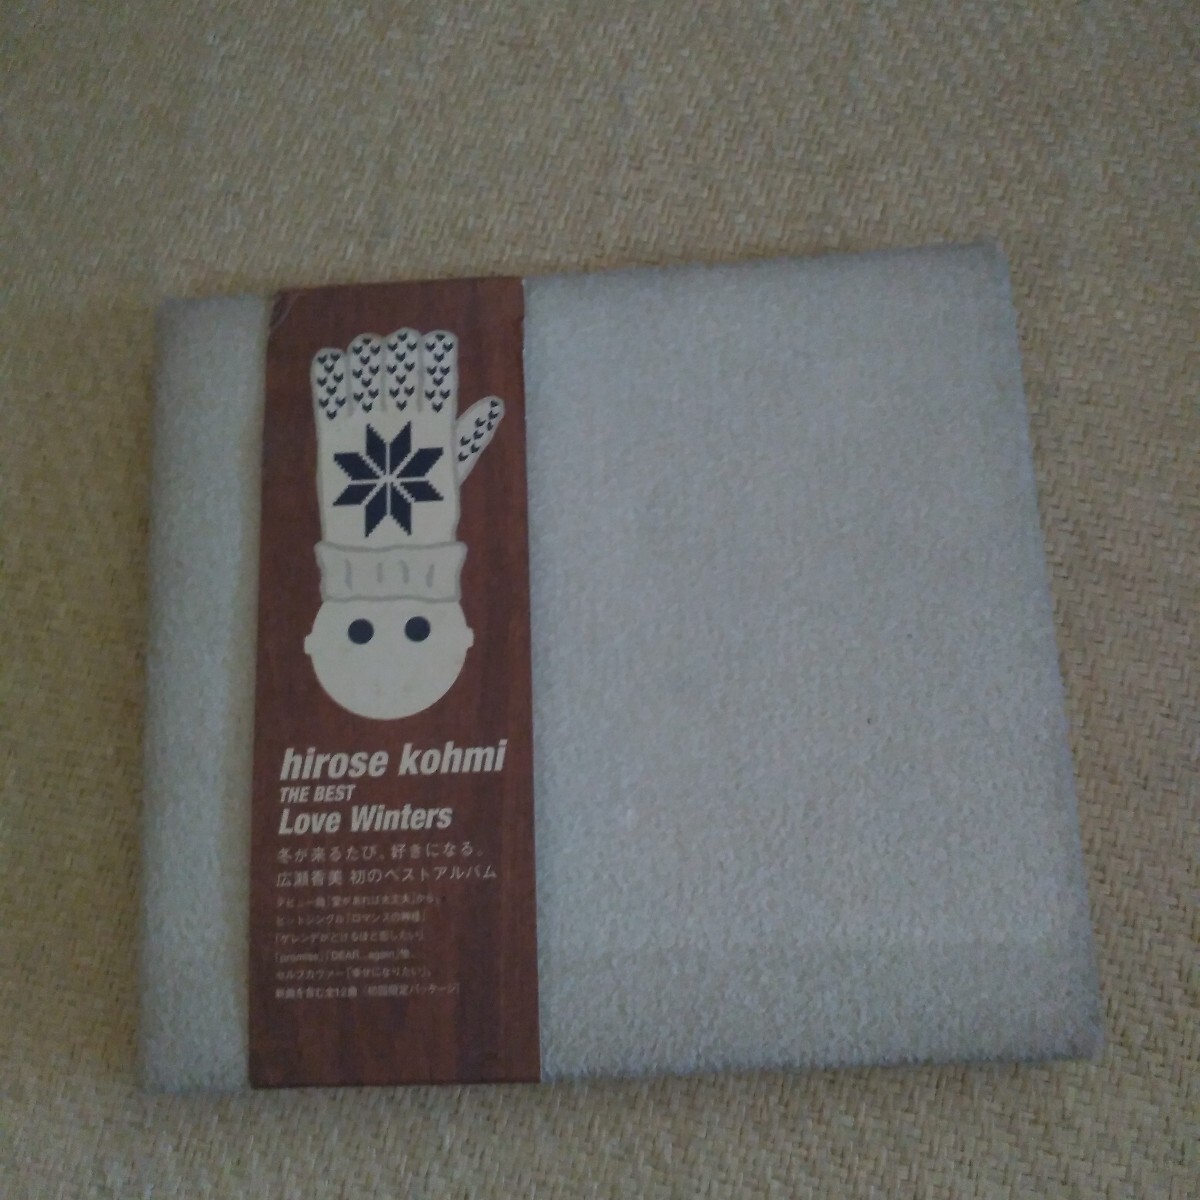 hirose kohmi
THE BEST
Love Winters
冬が来るたび、好きになる。
広瀬香美 初のベストアルバム
デビュー曲「愛があれば大丈夫」から、
ヒットシングル「ロマンスの神様」
「ゲレンデがとけるほど恋したい」
「promise」「DEAR...again」他、
セルフカヴァー「幸せになりたい」、
新曲を含む全12曲 (初回限定パッケージ)